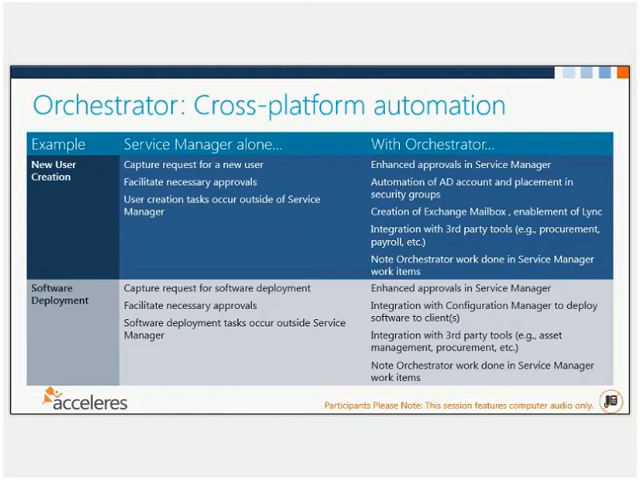 Orchestrator: Cross-platform automation
Example
Service Manager alone...
With Orchestrator...
New User
Creation
Capture request for a new user
Facilitate necessary approvals
User creation tasks occur outside of Service
Manager
Enhanced approvals in Service Manager
Automation of AD account and placement in
security groups
Creation of Exchange Mailbox , enablement of Lync
Integration with 3rd party tools (e.g., procurement,
payroll, etc.)
Note Orchestrator work done in Service Manager
work items
Software
Deployment
Capture request for software deployment
Facilitate necessary approvals
Software deployment tasks occur outside Service
Manager
Enhanced approvals in Service Manager
Integration with Configuration Manager to deploy
software to client(s)
Integration with 3rd party tools (e.g., asset
management, procurement, etc.)
Note Orchestrator work done in Service Manager
work items
acceleres
Participants Please Note: This session features computer audio only.